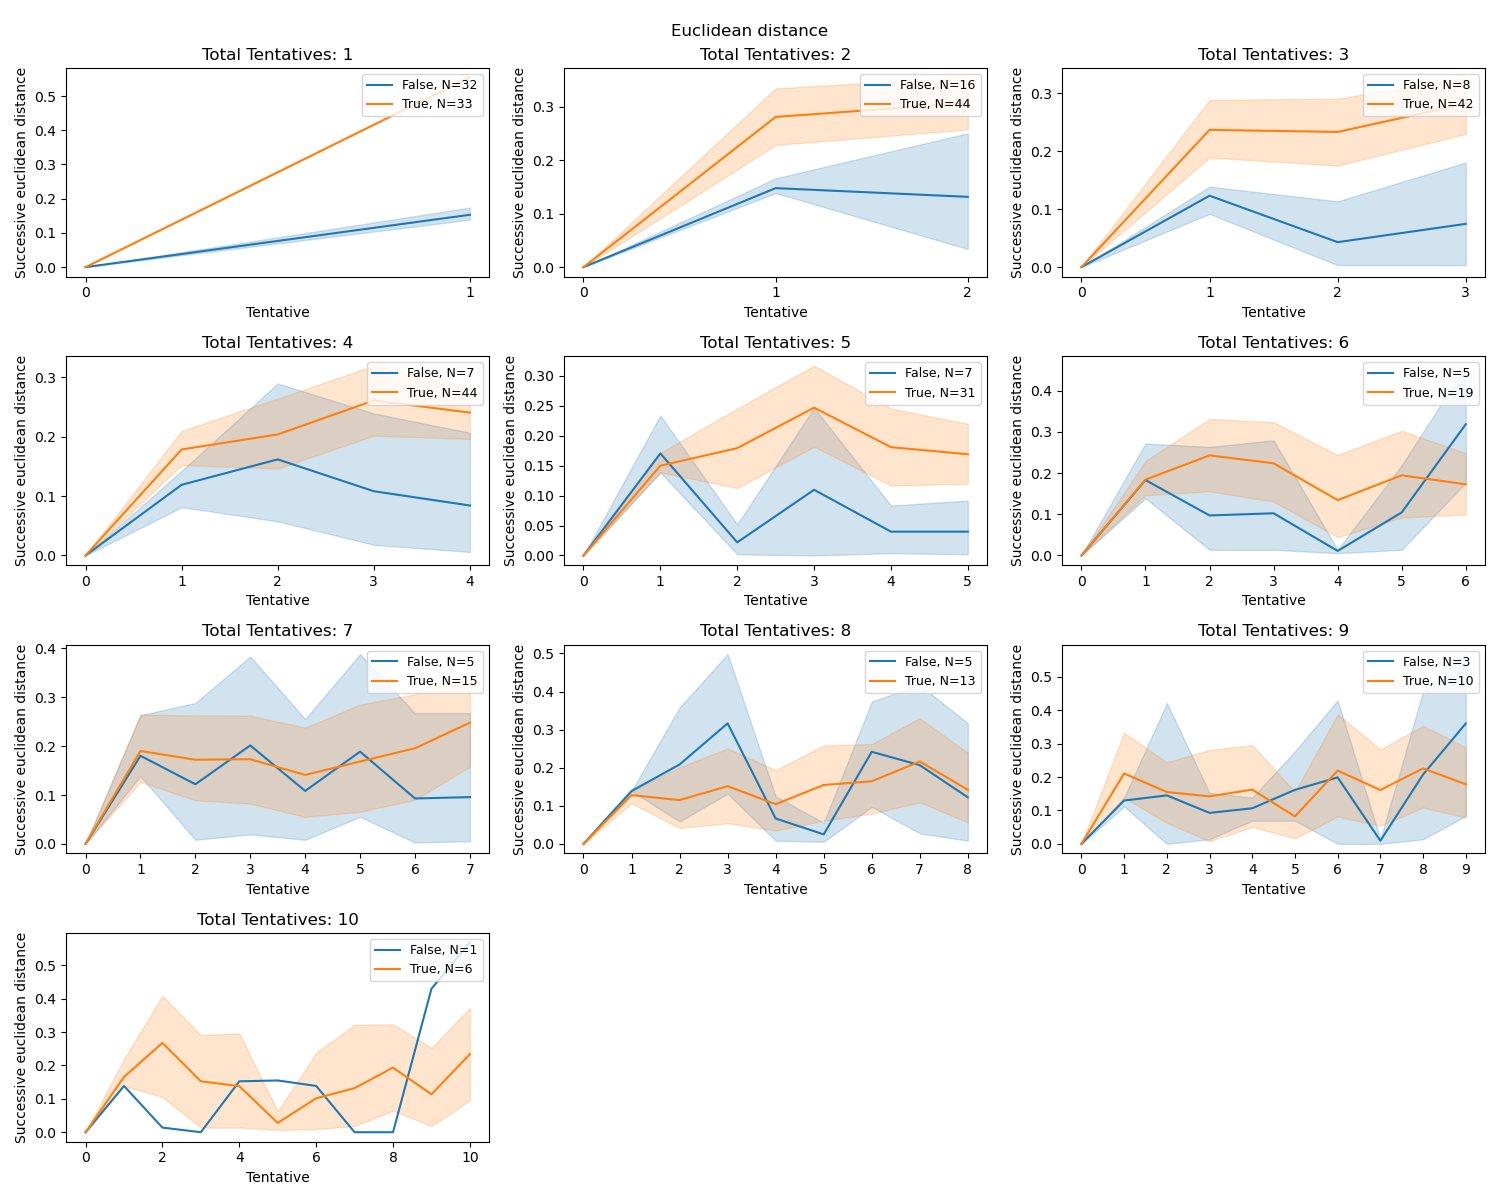 Euclidean distance
Total Tentatives: 1
Successive euclidean distance
0.5
0.4
0.3
0.2
0.1
0.0
False, N=32
True, N=33
0 1
Tentative
Total Tentatives: 2
Successive euclidean distance
0.3
0.2
0.1
0.0
False, N=16
True, N=44
0 1 2
Tentative
Total Tentatives: 3
Successive euclidean distance
0.3
0.2
0.1
0.0
False, N=8
True, N=42
0 1 2 3
Tentative
Total Tentatives: 4
Successive euclidean distance
0.3
0.2
0.1
0.0
False, N=7
True, N=44
0 1 2 3 4
Tentative
Total Tentatives: 5
Successive euclidean distance
0.30
0.25
0.20
0.15
0.10
0.05
0.00
False, N=7
True, N=31
0 1 2 3 4 5
Tentative
Total Tentatives: 6
Successive euclidean distance
0.4
0.3
0.2
0.1
0.0
False, N=5
True, N=19
0 1 2 3 4 5 6
Tentative
Total Tentatives: 7
Successive euclidean distance
0.4
0.3
0.2
0.1
0.0
False, N=5
True, N=15
0 1 2 3 4 5 6 7
Tentative
Total Tentatives: 8
Successive euclidean distance
0.5
0.4
0.3
0.2
0.1
0.0
False, N=5
True, N=13
0 1 2 3 4 5 6 7 8
Tentative
Total Tentatives: 9
Successive euclidean distance
0.5
0.4
0.3
0.2
0.1
0.0
False, N=3
True, N=10
0 1 2 3 4 5 6 7 8 9
Tentative
Total Tentatives: 10
Successive euclidean distance
0.5
0.4
0.3
0.2
0.1
0.0
False, N=1
True, N=6
0 2 4 6 8 10
Tentative